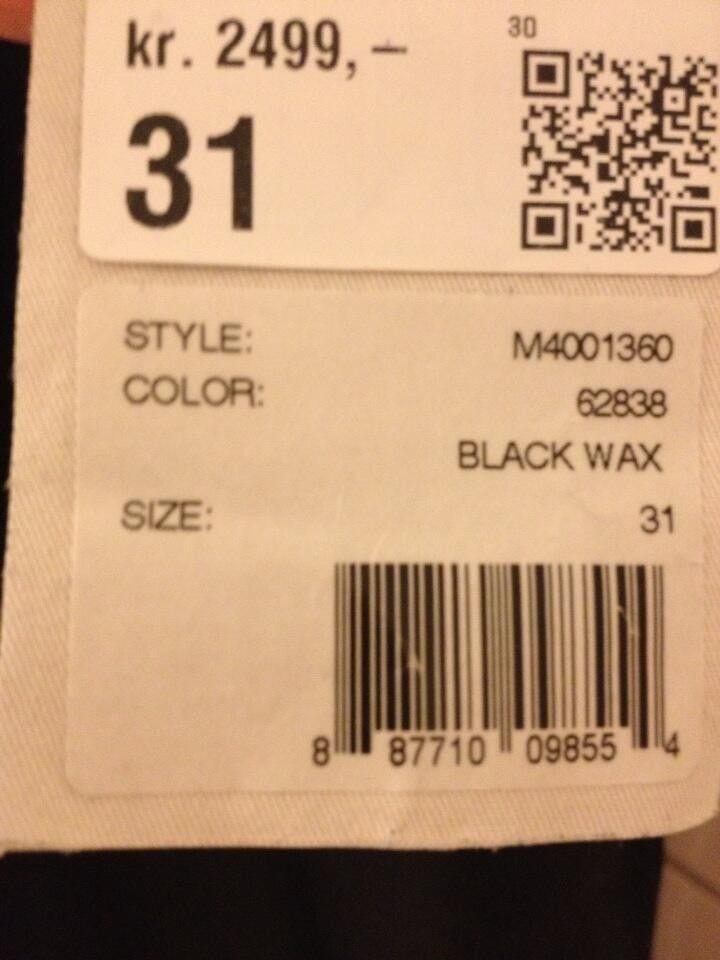 kr. 2499,-
30
31
STYLE: M4001360
COLOR: 62838
BLACK WAX
SIZE: 31
8 87710 09855 4